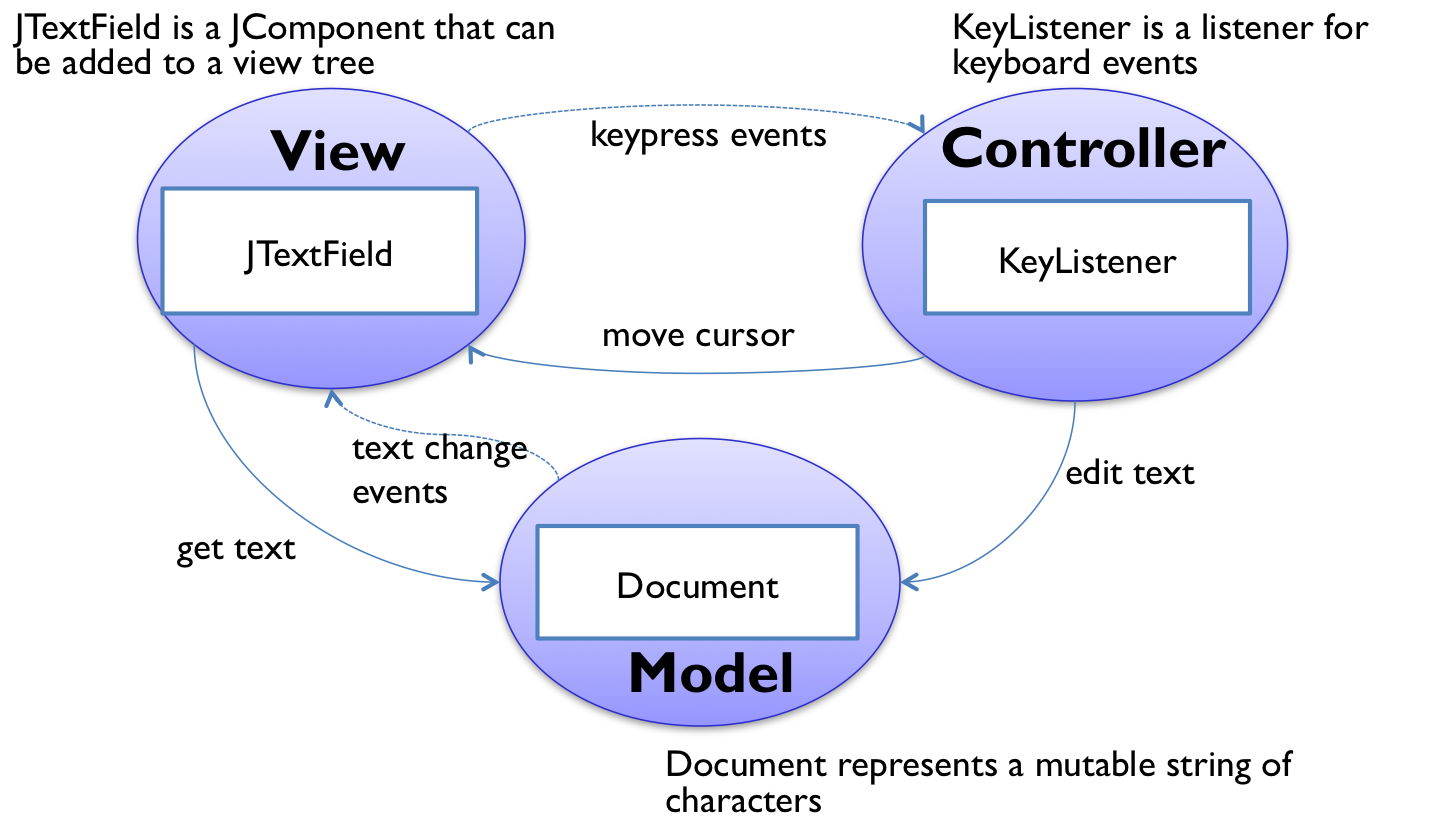 JTextField is a JComponent that can
be added to a view tree
KeyListener is a listener for
keyboard events
View
keypress events
Controller
JTextField
KeyListener
move cursor
text change
events
edit text
get text
Document
Model
Document represents a mutable string of
characters